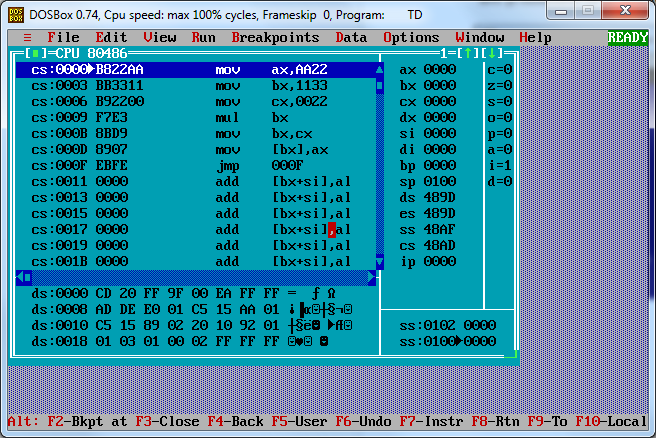 DOSBox 0.74, Cpu speed: max 100% cycles, Frameskip 0, Program: TD
≡ File Edit View Run Breakpoints Data Options Window Help READY
[■]=CPU 80486 1=[↑][↓]
cs:0000►B822AA mov ax,AA22 ax 0000 c=0
cs:0003 BB3311 mov bx,1133 bx 0000 z=0
cs:0006 B92200 mov cx,0022 cx 0000 s=0
cs:0009 F7E3 mul bx dx 0000 o=0
cs:000B 8BD9 mov bx,cx si 0000 p=0
cs:000D 8907 mov [bx],ax di 0000 a=0
cs:000F EBFE jmp 000F bp 0000 i=1
cs:0011 0000 add [bx+si],al sp 0100 d=0
cs:0013 0000 add [bx+si],al ds 489D
cs:0015 0000 add [bx+si],al es 489D
cs:0017 0000 add [bx+si],al ss 48AF
cs:0019 0000 add [bx+si],al cs 48AD
cs:001B 0000 add [bx+si],al ip 0000
ds:0000 CD 20 FF 9F 00 EA FF FF = ƒ Ω
ds:0008 AD DE E0 01 C5 15 AA 01
ds:0010 C5 15 89 02 20 10 92 01 ss:0102 0000
ds:0018 01 03 01 00 02 FF FF FF ss:0100►0000
Alt: F2-Bkpt at F3-Close F4-Back F5-User F6-Undo F7-Instr F8-Rtn F9-To F10-Local